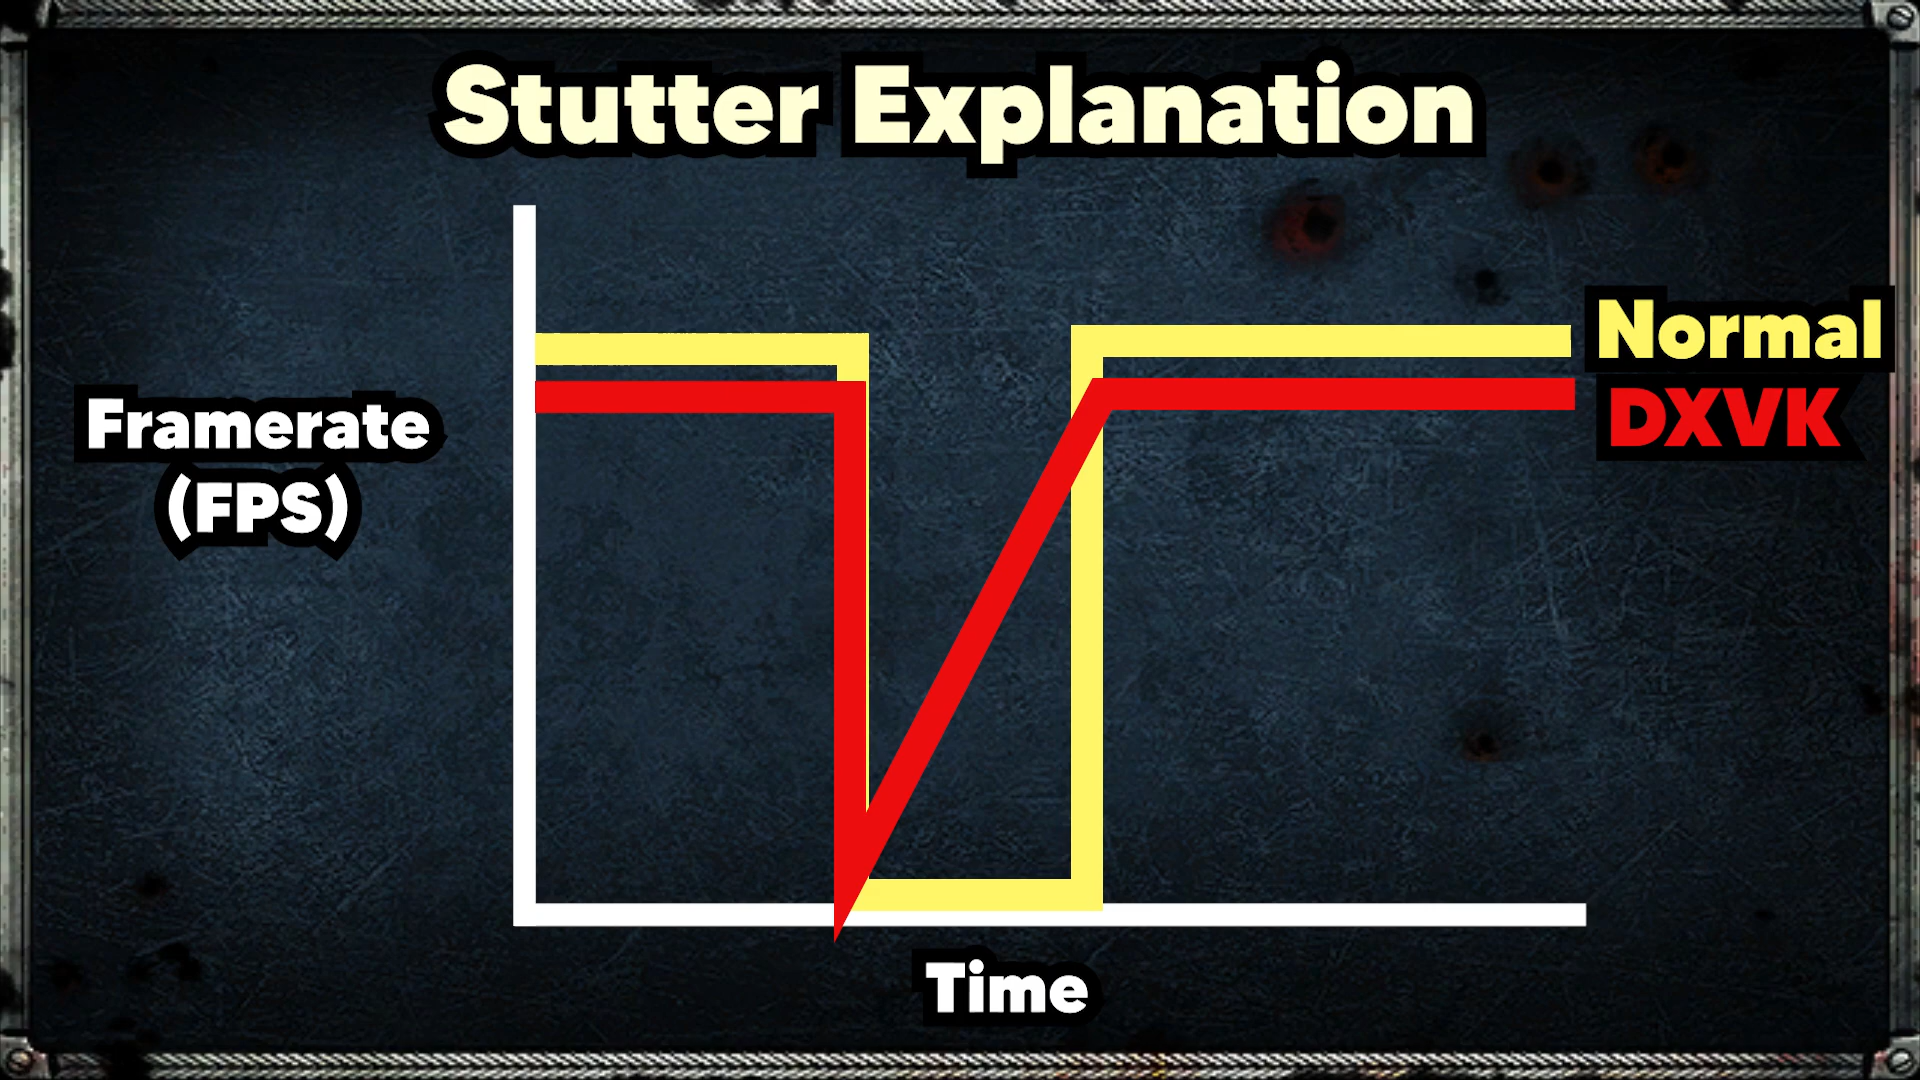 Stutter Explanation
Normal
DXVK
Framerate
(FPS)
Time